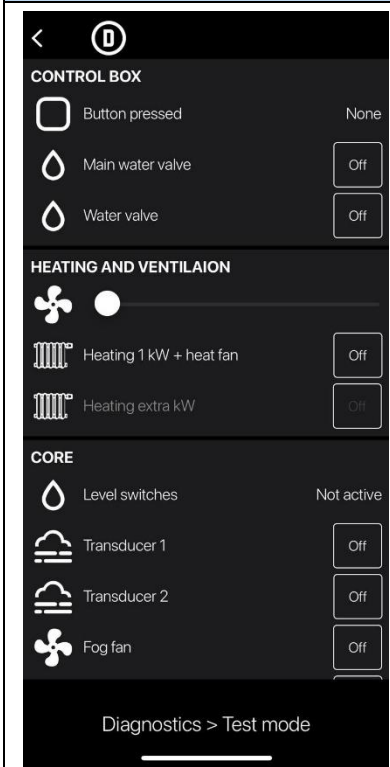 D
CONTROL BOX
Button pressed None
Main water valve Off
Water valve Off
HEATING AND VENTILAION
Heating 1 kW + heat fan Off
Heating extra kW Off
CORE
Level switches Not active
Transducer 1 Off
Transducer 2 Off
Fog fan Off
Diagnostics > Test mode